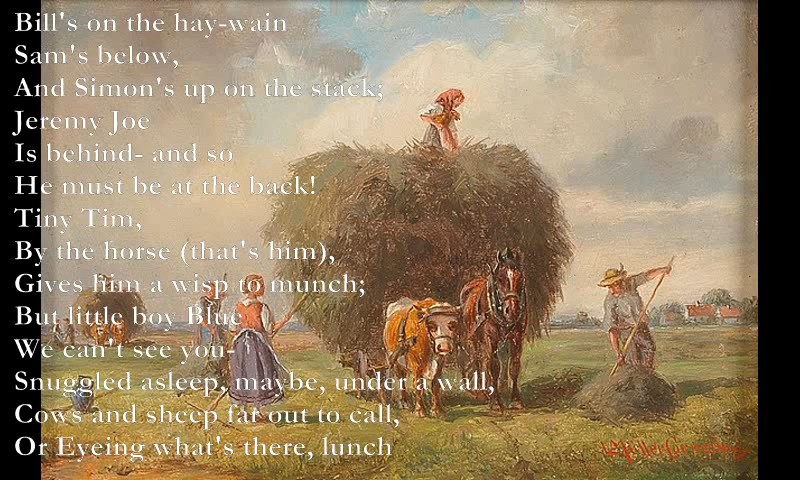 Bill's on the hay-wain
Sam's below,
And Simon's up on the stack;
Jeremy Joe
Is behind- and so
He must be at the back!
Tiny Tim,
By the horse (that's him),
Gives him a wisp to munch;
But little boy Blue
We can't see you-
Snuggled asleep, maybe, under a wall,
Cows and sheep far out to call,
Or Eyeing what's there, lunch